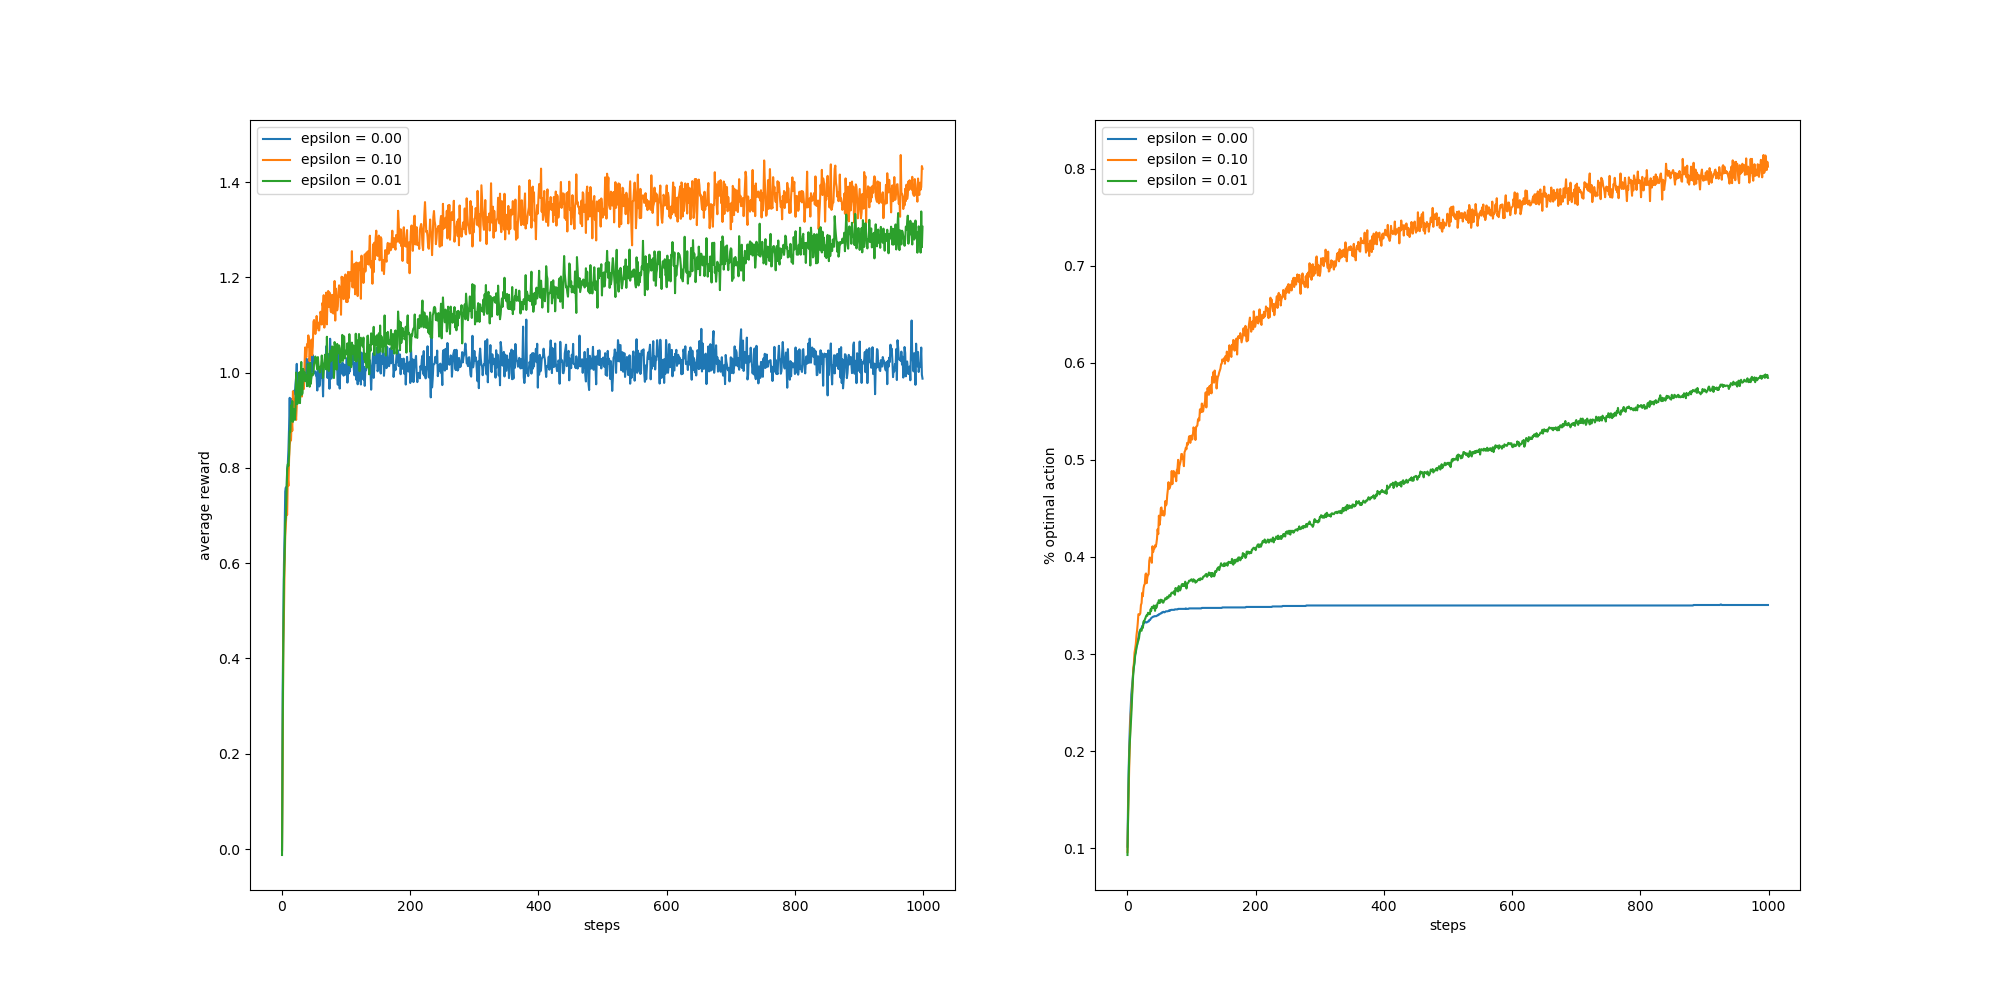 epsilon = 0.00
epsilon = 0.10
epsilon = 0.01
average reward
1.4
1.2
1.0
0.8
0.6
0.4
0.2
0.0
0 200 400 600 800 1000
steps
epsilon = 0.00
epsilon = 0.10
epsilon = 0.01
% optimal action
0.8
0.7
0.6
0.5
0.4
0.3
0.2
0.1
0 200 400 600 800 1000
steps